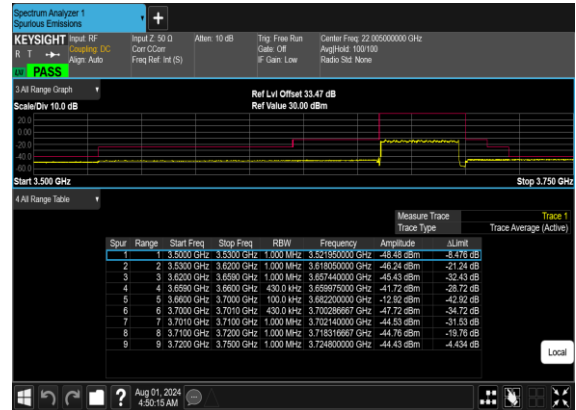 Spectrum Analyzer 1
Spurious Emissions
KEYSIGHT Input: RF Input Z: 50 Ω Atten: 10 dB Trig: Free Run Center Freq: 22.005000000 GHz
R T Coupling: DC Corr CCorr Gate: Off Avg|Hold: 100/100
Align: Auto Freq Ref: Int (S) IF Gain: Low Radio Std: None
PASS
3 All Range Graph Ref Lvl Offset 33.47 dB
Scale/Div 10.0 dB Ref Value 30.00 dBm
20.0
0.00
-20.0
-40.0
-60.0
Start 3.500 GHz Stop 3.750 GHz
4 All Range Table
Measure Trace Trace 1
Trace Type Trace Average (Active)
Spur Range Start Freq Stop Freq RBW Frequency Amplitude ΔLimit
1 1 3.5000 GHz 3.5300 GHz 1.000 MHz 3.521950000 GHz -48.48 dBm -8.476 dB
2 2 3.5300 GHz 3.6200 GHz 1.000 MHz 3.618050000 GHz -46.24 dBm -21.24 dB
3 3 3.6200 GHz 3.6590 GHz 1.000 MHz 3.657440000 GHz -45.43 dBm -32.43 dB
4 4 3.6590 GHz 3.6600 GHz 430.0 kHz 3.659975000 GHz -41.72 dBm -28.72 dB
5 5 3.6600 GHz 3.7000 GHz 100.0 kHz 3.682200000 GHz -12.92 dBm -42.92 dB
6 6 3.7000 GHz 3.7010 GHz 430.0 kHz 3.700286667 GHz -47.72 dBm -34.72 dB
7 7 3.7010 GHz 3.7100 GHz 1.000 MHz 3.702140000 GHz -44.53 dBm -31.53 dB
8 8 3.7100 GHz 3.7200 GHz 1.000 MHz 3.718316667 GHz -44.76 dBm -19.76 dB
9 9 3.7200 GHz 3.7500 GHz 1.000 MHz 3.724800000 GHz -44.43 dBm -4.434 dB
Local
? Aug 01, 2024
4:50:15 AM